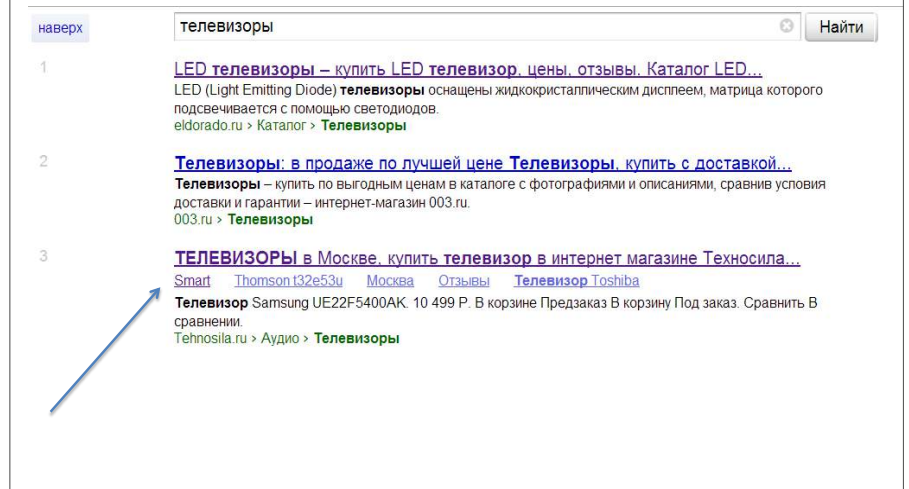 наверх
телевизоры
Найти
1
LED телевизоры – купить LED телевизор, цены, отзывы. Каталог LED...
LED (Light Emitting Diode) телевизоры оснащены жидкокристаллическим дисплеем, матрица которого
подсвечивается с помощью светодиодов.
eldorado.ru › Каталог › Телевизоры
2
Телевизоры: в продаже по лучшей цене Телевизоры, купить с доставкой...
Телевизоры – купить по выгодным ценам в каталоге с фотографиями и описаниями, сравнив условия
доставки и гарантии – интернет-магазин 003.ru.
003.ru › Телевизоры
3
ТЕЛЕВИЗОРЫ в Москве, купить телевизор в интернет магазине Техносила...
Smart Thomson t32e53u Москва Отзывы Телевизор Toshiba
Телевизор Samsung UE22F5400AK. 10 499 Р. В корзине Предзаказ В корзину Под заказ. Сравнить В
сравнении.
Tehnosila.ru › Аудио › Телевизоры